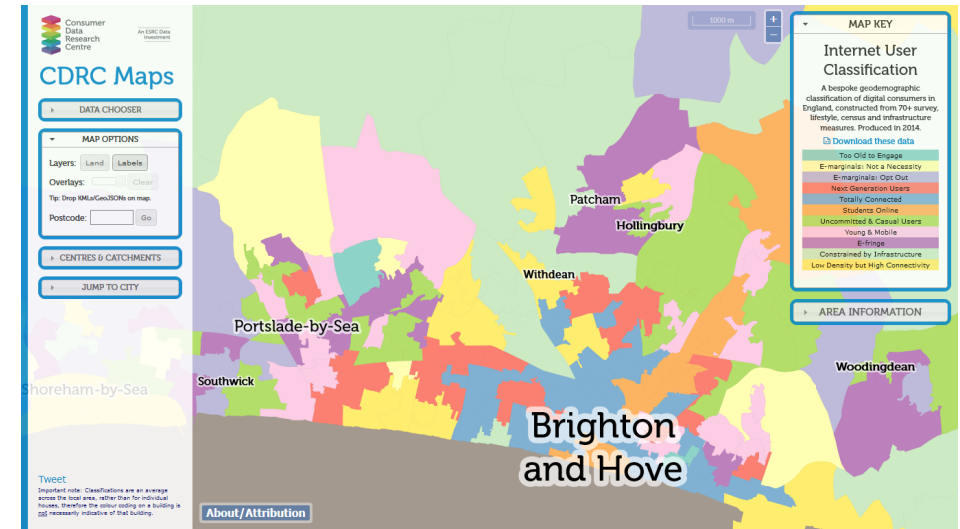 Consumer
Data
Research
Centre
An ESRC Data
Investment
CDRC Maps
DATA CHOOSER
MAP OPTIONS
Layers: Land Labels
Overlays: Clear
Tip: Drop KMLs/GeoJSONs on map.
Postcode: Go
CENTRES & CATCHMENTS
JUMP TO CITY
Shoreham-by-Sea
Tweet
Important note: Classifications are an average
across the local area, rather than for individual
houses, therefore the colour coding on a building is
not necessarily indicative of that building.
1000 m
+
−
Patcham
Hollingbury
Withdean
Portslade-by-Sea
Southwick
Woodingdean
Brighton
and Hove
About/Attribution
MAP KEY
Internet User
Classification
A bespoke geodemographic
classification of digital consumers in
England, constructed from 70+ survey,
lifestyle, census and infrastructure
measures. Produced in 2014.
Download these data
Too Old to Engage
E-marginals: Not a Necessity
E-marginals: Opt Out
Next Generation Users
Totally Connected
Students Online
Uncommitted & Casual Users
Young & Mobile
E-fringe
Constrained by Infrastructure
Low Density but High Connectivity
AREA INFORMATION